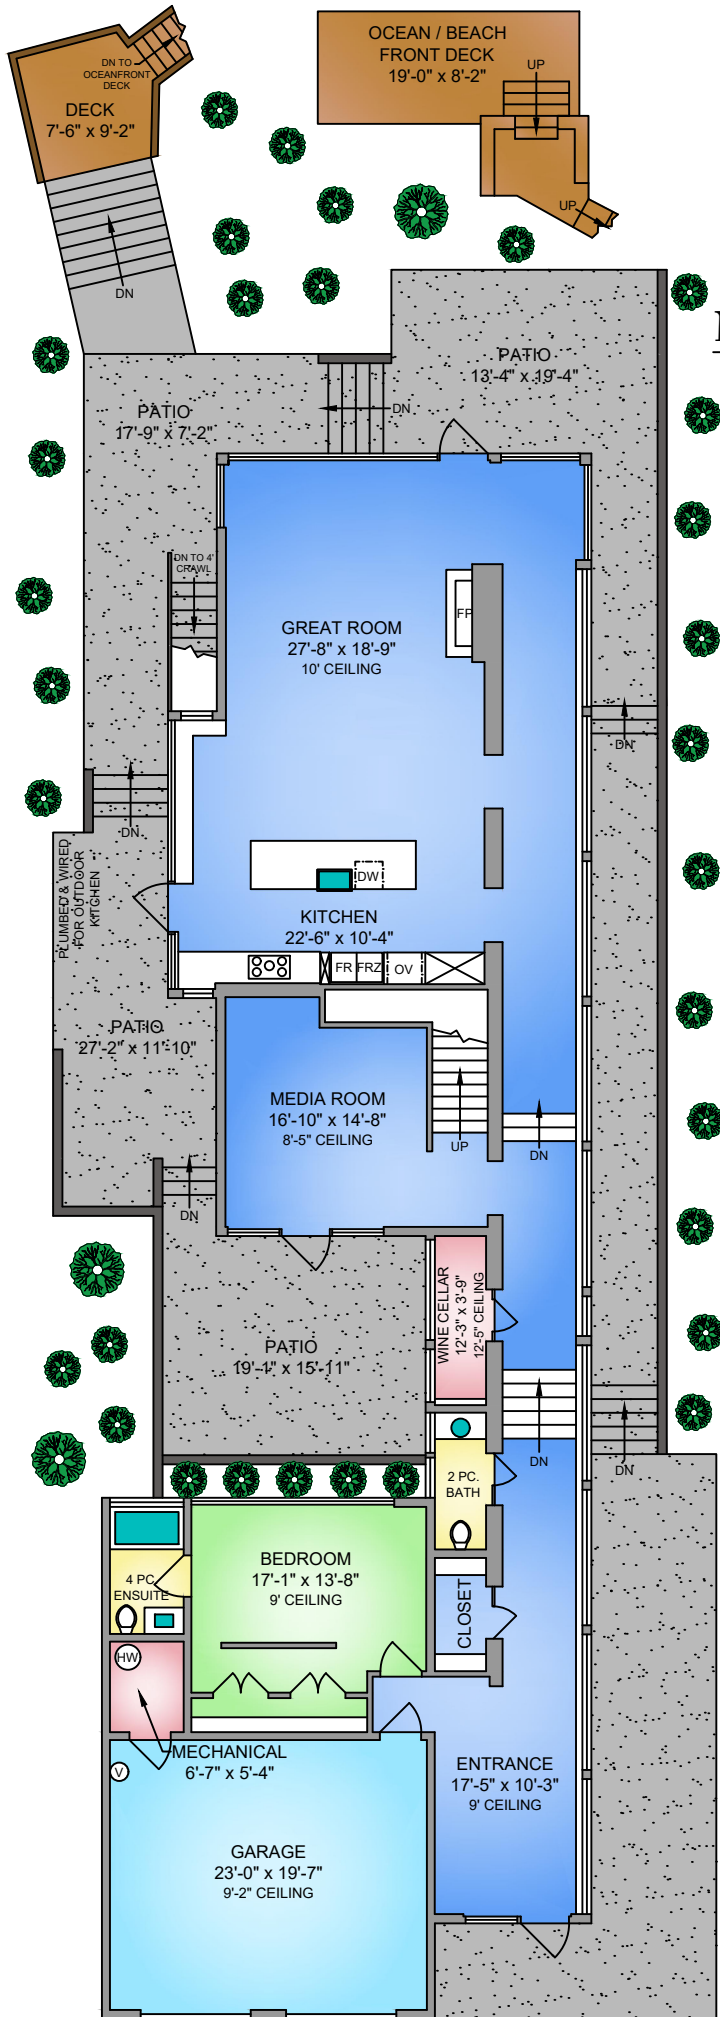 OCEAN / BEACH
FRONT DECK
19'-0" x 8'-2"
UP
UP
DN TO
OCEANFRONT
DECK
DECK
7'-6" x 9'-2"
DN
PATIO
13'-4" x 19'-4"
PATIO
17'-9" x 7'-2"
DN
DN TO 4'
CRAWL
GREAT ROOM
27'-8" x 18'-9"
10' CEILING
FP
DN
DN
PLUMBED & WIRED
FOR OUTDOOR
KITCHEN
DW
KITCHEN
22'-6" x 10'-4"
FR
FRZ
OV
PATIO
27'-2" x 11'-10"
MEDIA ROOM
16'-10" x 14'-8"
8'-5" CEILING
UP
DN
DN
WINE CELLAR
12'-3" x 3'-9"
12'-5" CEILING
PATIO
19'-1" x 15'-11"
DN
DN
2 PC.
BATH
BEDROOM
17'-1" x 13'-8"
9' CEILING
4 PC.
ENSUITE
CLOSET
HW
MECHANICAL
6'-7" x 5'-4"
V
ENTRANCE
17'-5" x 10'-3"
9' CEILING
GARAGE
23'-0" x 19'-7"
9'-2" CEILING